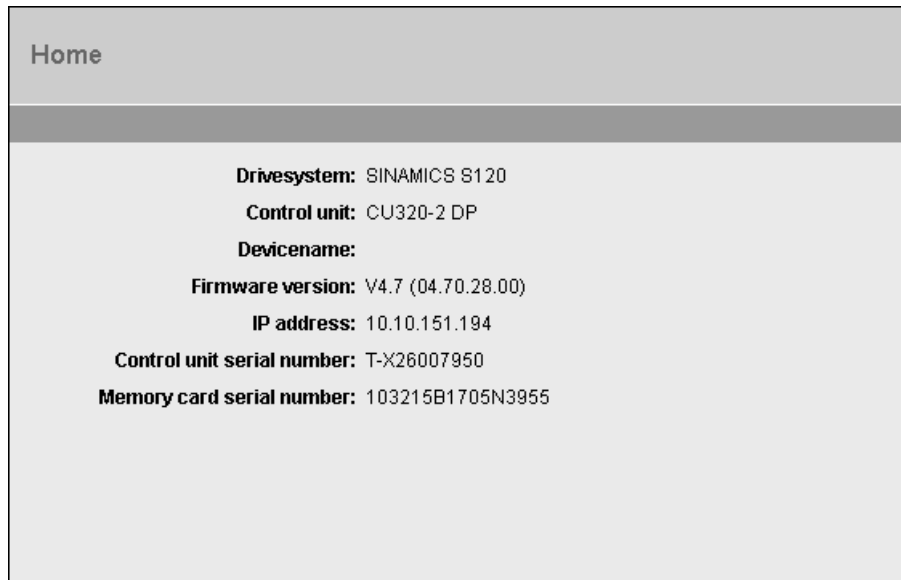 Home
Drivesystem: SINAMICS S120
Control unit: CU320-2 DP
Devicename:
Firmware version: V4.7 (04.70.28.00)
IP address: 10.10.151.194
Control unit serial number: T-X26007950
Memory card serial number: 103215B1705N3955